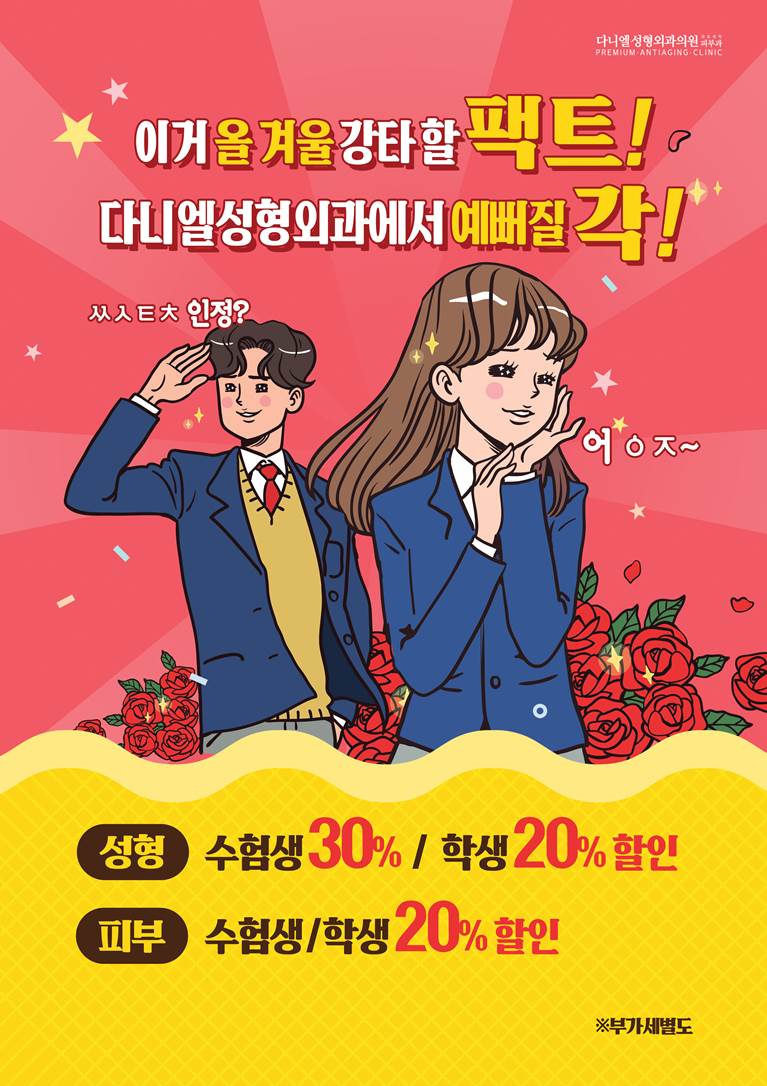 다니엘성형외과의원 피부과
PREMIUM·ANTIAGING·CLINIC
이거 올 겨울 강타 할 팩트!
다니엘성형외과에서 예뻐질 각!
ㅆㅅㅌㅊ 인정?
어 ㅇ ㅈ~
성형 수험생 30% / 학생 20% 할인
피부 수험생/학생 20% 할인
※부가세별도